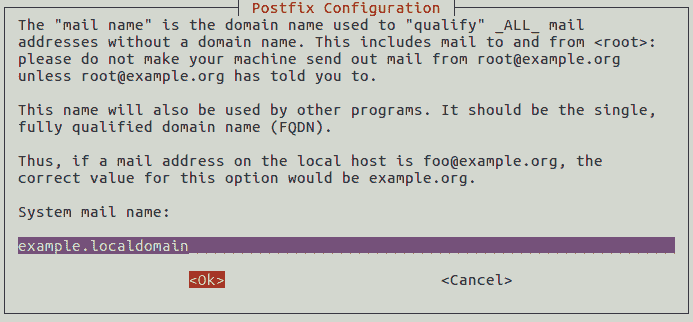 Postfix Configuration
The "mail name" is the domain name used to "qualify" _ALL_ mail
addresses without a domain name. This includes mail to and from <root>:
please do not make your machine send out mail from root@example.org
unless root@example.org has told you to.
This name will also be used by other programs. It should be the single,
fully qualified domain name (FQDN).
Thus, if a mail address on the local host is foo@example.org, the
correct value for this option would be example.org.
System mail name:
example.localdomain
<Ok> <Cancel>